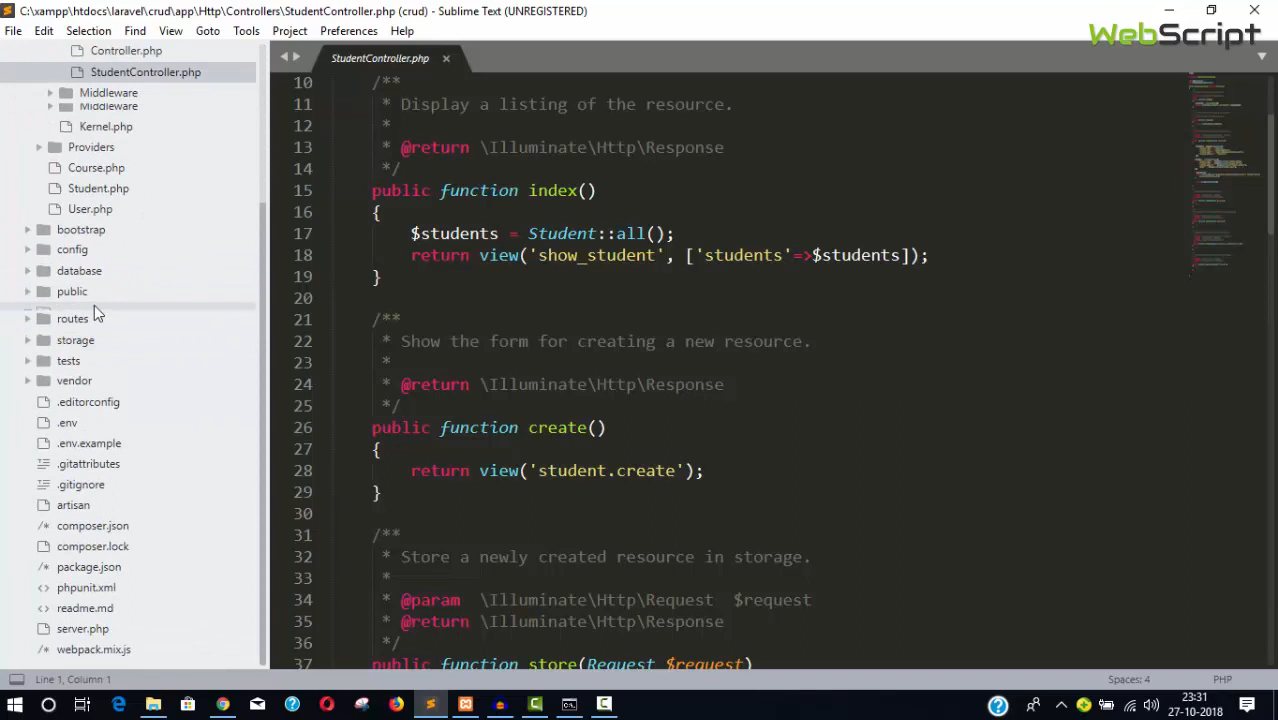 C:\xampp\htdocs\laravel\crud\app\Http\Controllers\StudentController.php (crud) - Sublime Text (UNREGISTERED)
File Edit Selection Find View Goto Tools Project Preferences Help
WebScript
Controller.php
StudentController.php
Middleware
Middleware
Kernel.php
Providers
Course.php
Student.php
User.php
bootstrap
config
database
public
routes
storage
tests
vendor
.editorconfig
.env
.env.example
.gitattributes
.gitignore
artisan
composer.json
composer.lock
package.json
phpunit.xml
readme.md
server.php
webpack.mix.js
StudentController.php
10 /**
11 * Display a listing of the resource.
12 *
13 * @return \Illuminate\Http\Response
14 */
15 public function index()
16 {
17 $students = Student::all();
18 return view('show_student', ['students'=>$students]);
19 }
20
21 /**
22 * Show the form for creating a new resource.
23 *
24 * @return \Illuminate\Http\Response
25 */
26 public function create()
27 {
28 return view('student.create');
29 }
30
31 /**
32 * Store a newly created resource in storage.
33 *
34 * @param \Illuminate\Http\Request $request
35 * @return \Illuminate\Http\Response
36 */
37 public function store(Request $request)
Line 1, Column 1
Spaces: 4
PHP
23:31
27-10-2018